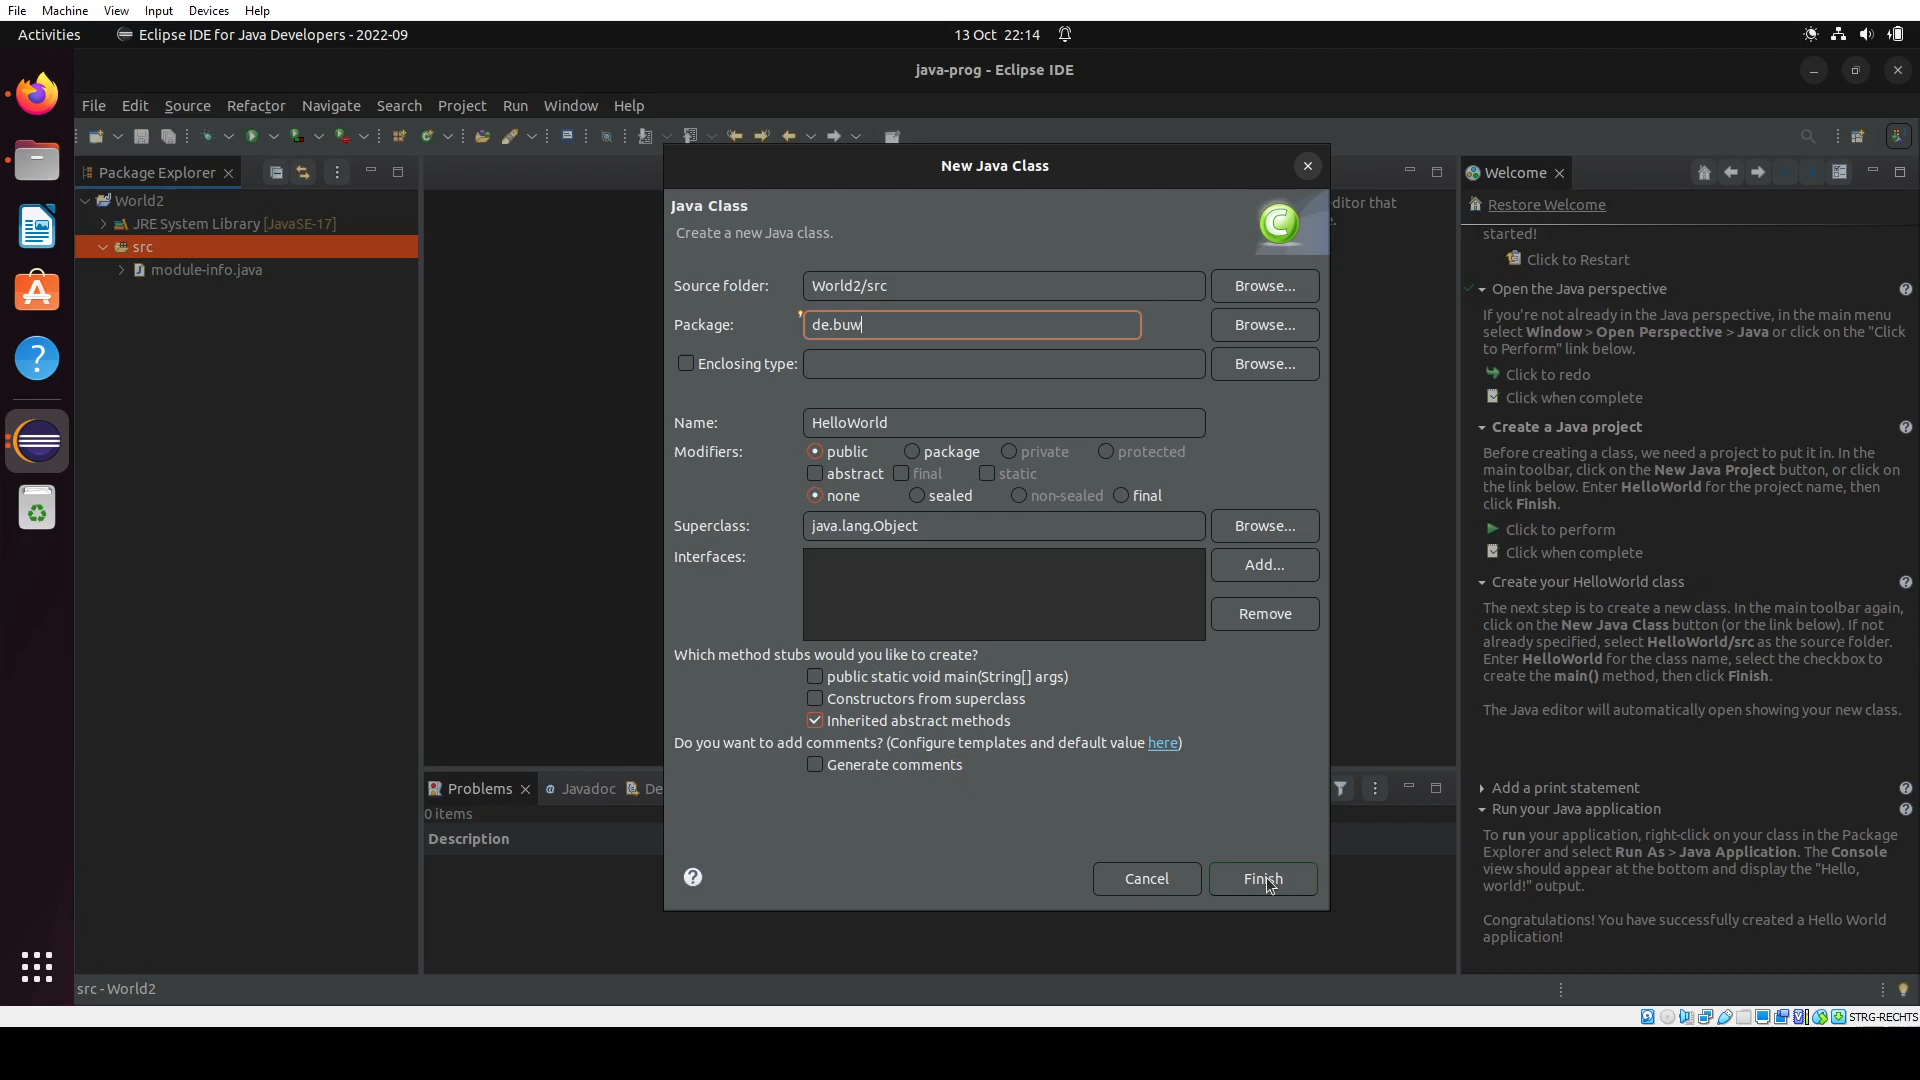 File Machine View Input Devices Help
Activities Eclipse IDE for Java Developers - 2022-09 13 Oct 22:14
java-prog - Eclipse IDE
File Edit Source Refactor Navigate Search Project Run Window Help
Package Explorer
World2
JRE System Library [JavaSE-17]
src
module-info.java
New Java Class
Java Class
Create a new Java class.
Source folder: World2/src Browse...
Package: de.buw Browse...
Enclosing type: Browse...
Name: HelloWorld
Modifiers: public package private protected
abstract final static
none sealed non-sealed final
Superclass: java.lang.Object Browse...
Interfaces: Add...
Remove
Which method stubs would you like to create?
public static void main(String[] args)
Constructors from superclass
Inherited abstract methods
Do you want to add comments? (Configure templates and default value here)
Generate comments
Cancel Finish
editor that
Problems Javadoc De
0 items
Description
Welcome
Restore Welcome
started!
Click to Restart
Open the Java perspective
If you're not already in the Java perspective, in the main menu
select Window > Open Perspective > Java or click on the "Click
to Perform" link below.
Click to redo
Click when complete
Create a Java project
Before creating a class, we need a project to put it in. In the
main toolbar, click on the New Java Project button, or click on
the link below. Enter HelloWorld for the project name, then
click Finish.
Click to perform
Click when complete
Create your HelloWorld class
The next step is to create a new class. In the main toolbar again,
click on the New Java Class button (or the link below). If not
already specified, select HelloWorld/src as the source folder.
Enter HelloWorld for the class name, select the checkbox to
create the main() method, then click Finish.
The Java editor will automatically open showing your new class.
Add a print statement
Run your Java application
To run your application, right-click on your class in the Package
Explorer and select Run As > Java Application. The Console
view should appear at the bottom and display the "Hello,
world!" output.
Congratulations! You have successfully created a Hello World
application!
src - World2
STRG-RECHTS